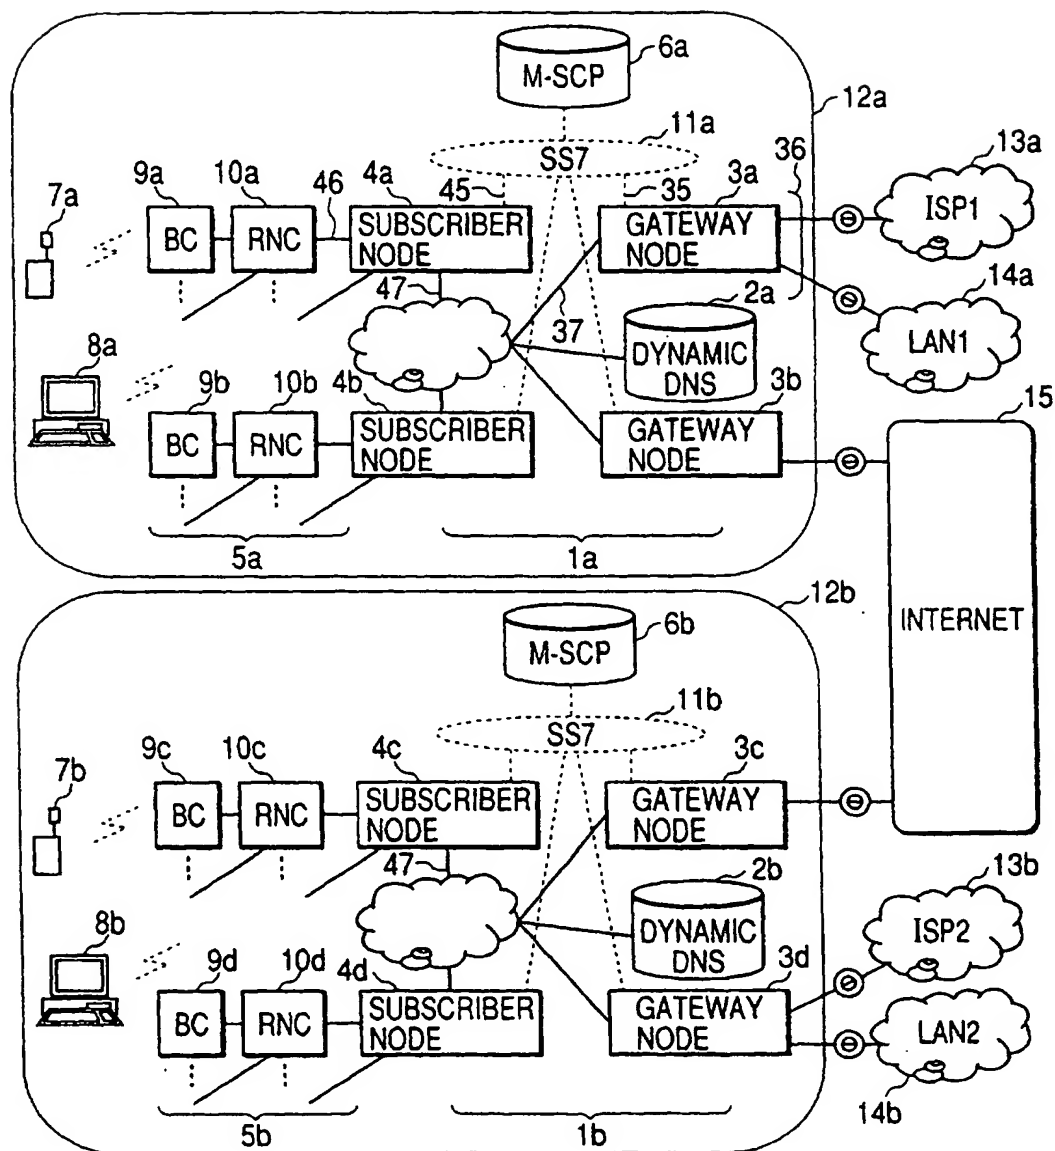 6a
M-SCP
12a
11a
SS7
13a
36
9a
10a
46
4a
45
35
3a
7a
ISP1
BC
RNC
SUBSCRIBER
NODE
GATEWAY
NODE
47
2a
14a
37
DYNAMIC
DNS
LAN1
8a
9b
10b
4b
3b
15
BC
RNC
SUBSCRIBER
NODE
GATEWAY
NODE
5a
1a
12b
INTERNET
6b
M-SCP
11b
SS7
9c
10c
4c
3c
7b
BC
RNC
SUBSCRIBER
NODE
GATEWAY
NODE
47
2b
13b
DYNAMIC
DNS
ISP2
8b
9d
10d
4d
3d
BC
RNC
SUBSCRIBER
NODE
GATEWAY
NODE
LAN2
14b
5b
1b